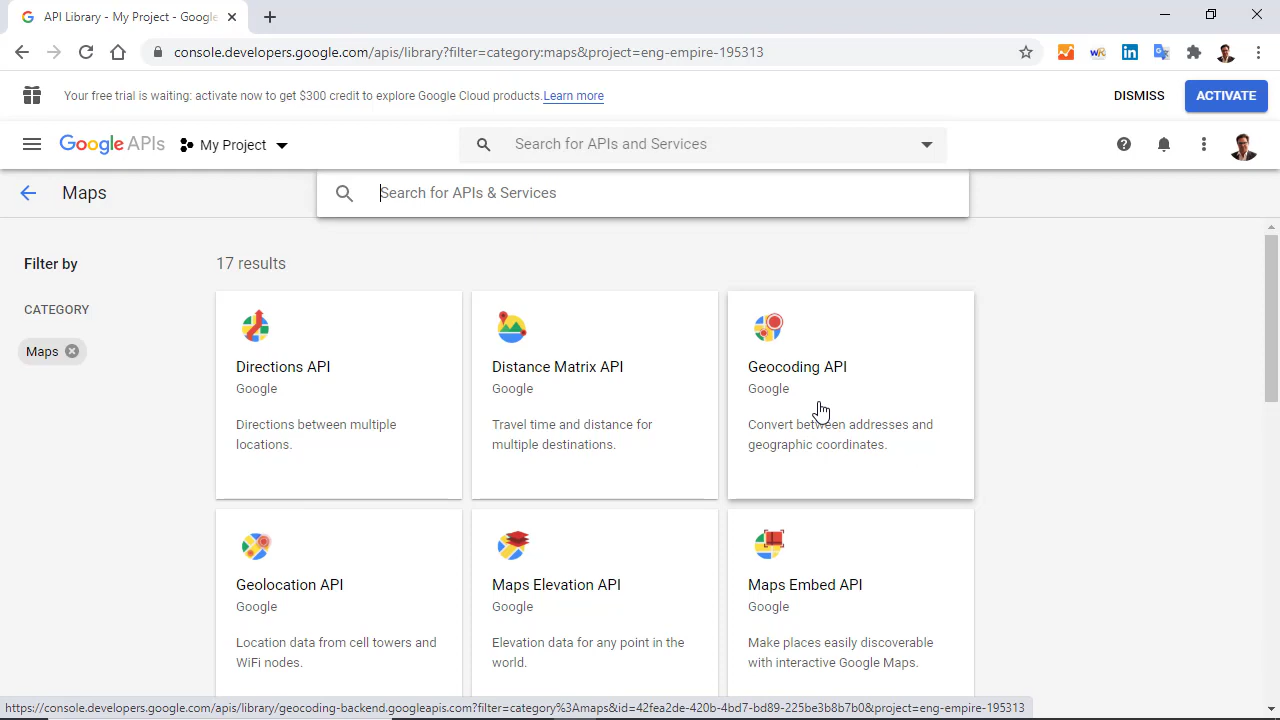 API Library - My Project - Google
console.developers.google.com/apis/library?filter=category:maps&project=eng-empire-195313
Your free trial is waiting: activate now to get $300 credit to explore Google Cloud products. Learn more
DISMISS
ACTIVATE
Google APIs
My Project
Search for APIs and Services
Maps
Search for APIs & Services
Filter by
17 results
CATEGORY
Maps
Directions API
Google
Directions between multiple
locations.
Distance Matrix API
Google
Travel time and distance for
multiple destinations.
Geocoding API
Google
Convert between addresses and
geographic coordinates.
Geolocation API
Google
Location data from cell towers and
WiFi nodes.
Maps Elevation API
Google
Elevation data for any point in the
world.
Maps Embed API
Google
Make places easily discoverable
with interactive Google Maps.
https://console.developers.google.com/apis/library/geocoding-backend.googleapis.com?filter=category%3Amaps&id=42fea2de-420b-4bd7-bd89-225be3b8b7b0&project=eng-empire-195313